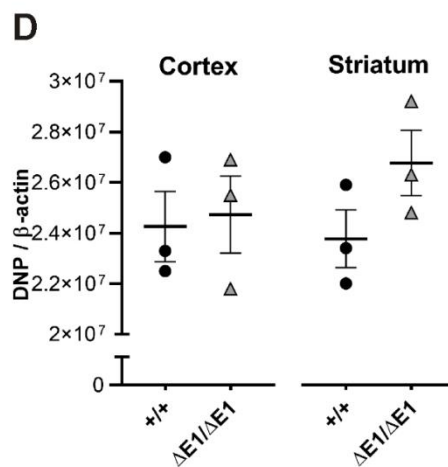 D
Cortex
Striatum
DNP / β-actin
3×10⁷
2.8×10⁷
2.6×10⁷
2.4×10⁷
2.2×10⁷
2×10⁷
0
+/+
ΔE1/ΔE1
+/+
ΔE1/ΔE1